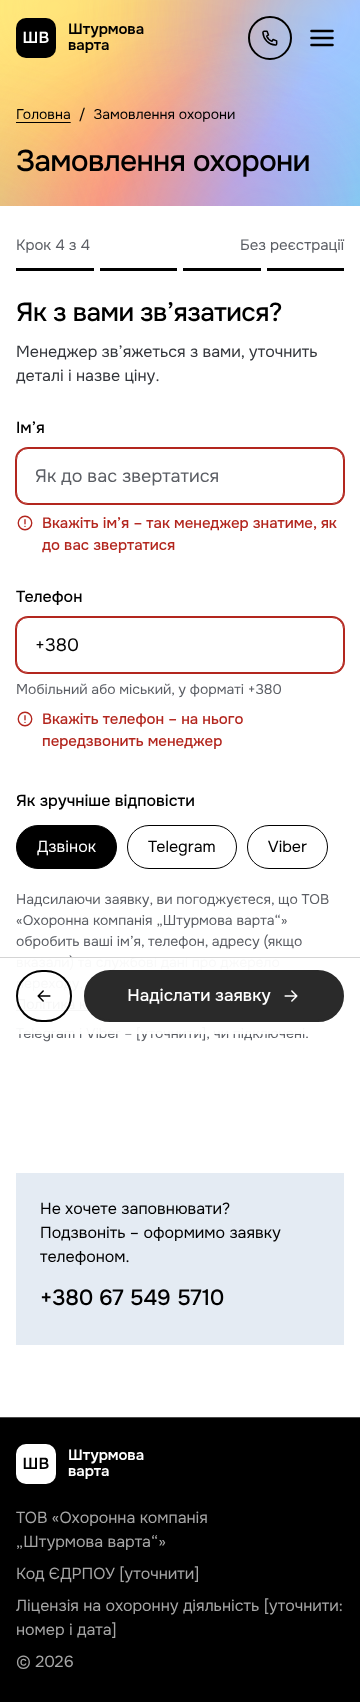 ШВ
Штурмова
варта
Головна / Замовлення охорони
Замовлення охорони
Крок 4 з 4
Без реєстрації
Як з вами зв’язатися?
Менеджер зв’яжеться з вами, уточнить
деталі і назве ціну.
Ім’я
Як до вас звертатися
Вкажіть ім’я – так менеджер знатиме, як
до вас звертатися
Телефон
+380
Мобільний або міський, у форматі +380
Вкажіть телефон – на нього
передзвонить менеджер
Як зручніше відповісти
Дзвінок
Telegram
Viber
Надсилаючи заявку, ви погоджуєтеся, що ТОВ
«Охоронна компанія „Штурмова варта“»
обробить ваші ім’я, телефон, адресу (якщо
Надіслати заявку
Telegram і Viber – [уточнити], чи підключені.
Не хочете заповнювати?
Подзвоніть – оформимо заявку
телефоном.
+380 67 549 5710
ШВ
Штурмова
варта
ТОВ «Охоронна компанія
„Штурмова варта“»
Код ЄДРПОУ [уточнити]
Ліцензія на охоронну діяльність [уточнити:
номер і дата]
© 2026